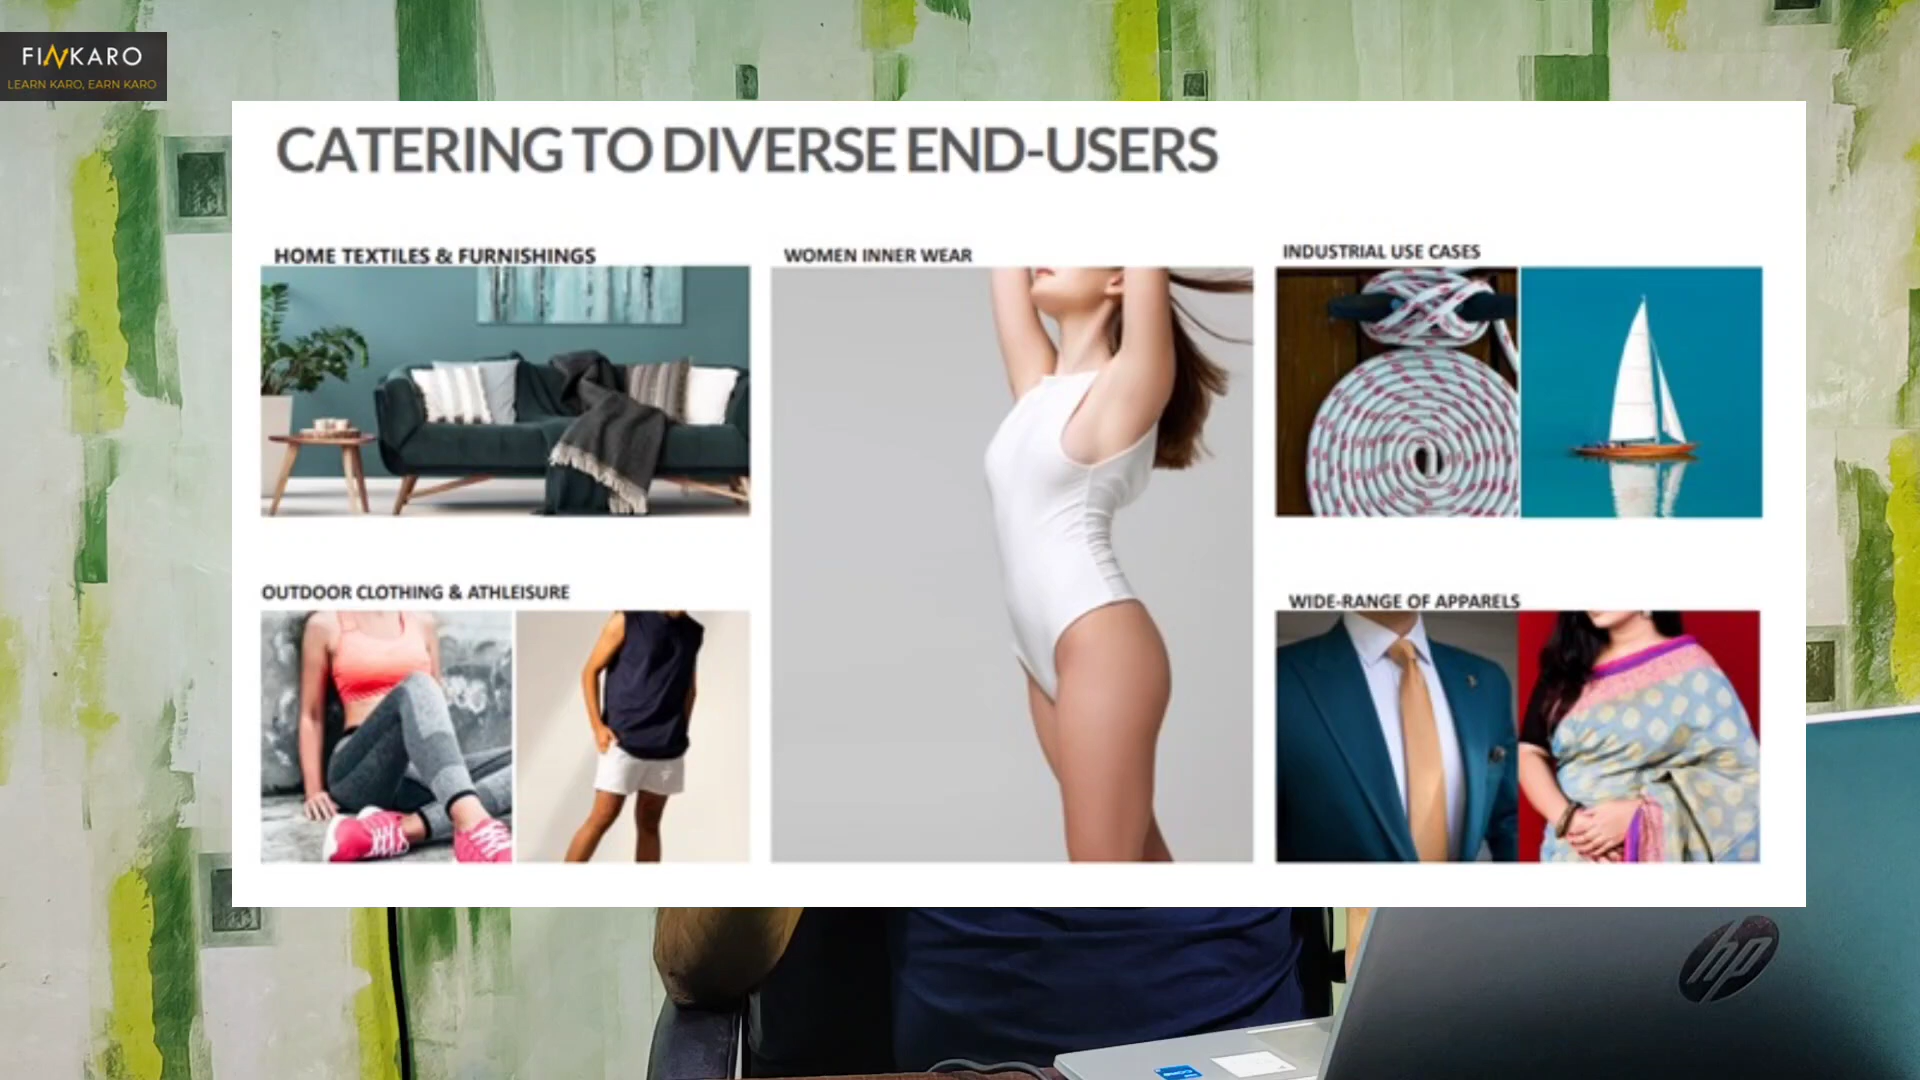 FINKARO
LEARN KARO, EARN KARO
CATERING TO DIVERSE END-USERS
HOME TEXTILES & FURNISHINGS
WOMEN INNER WEAR
INDUSTRIAL USE CASES
OUTDOOR CLOTHING & ATHLEISURE
WIDE-RANGE OF APPARELS
hp